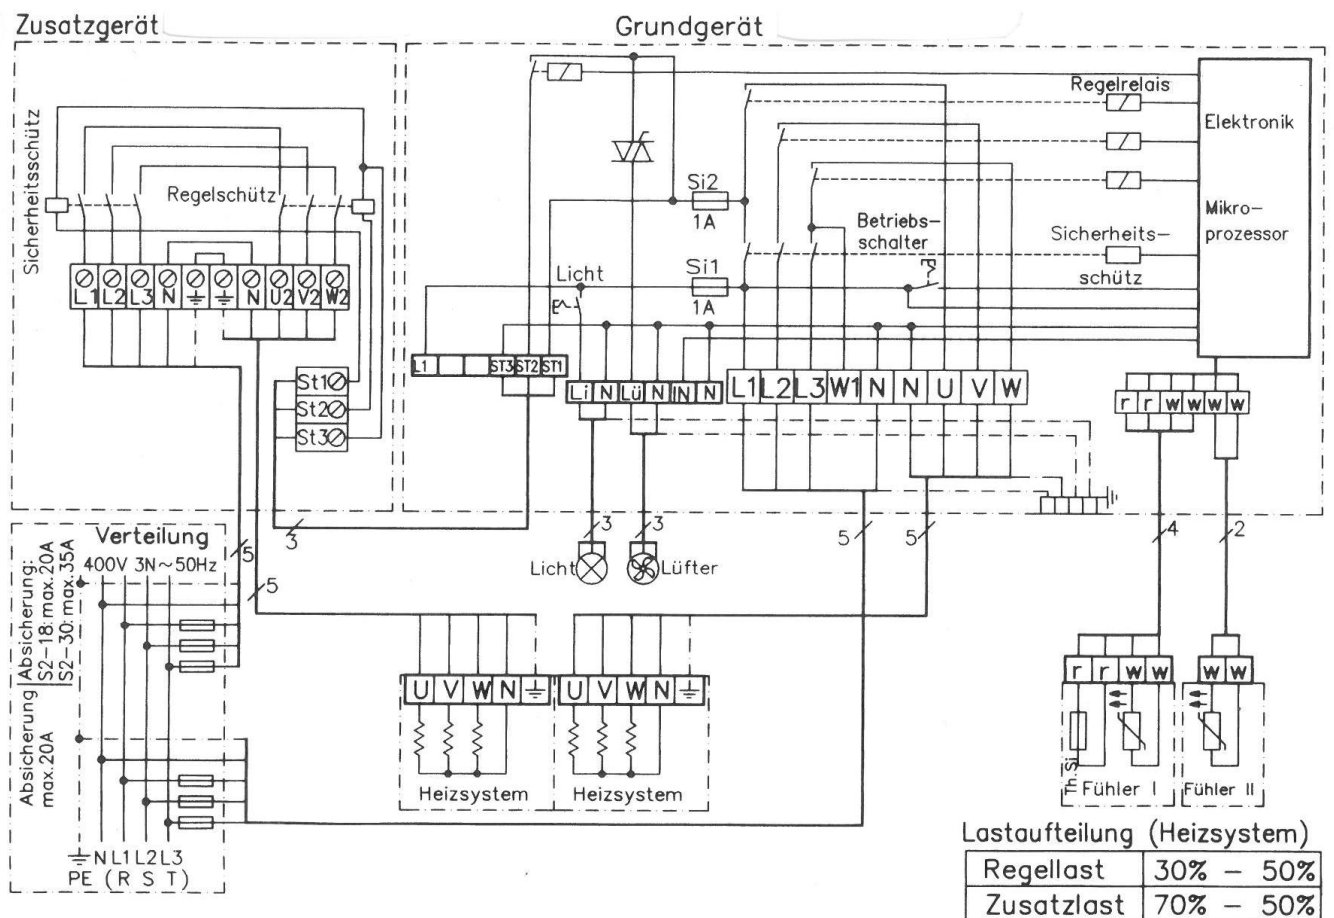 Zusatzgerät
Grundgerät
Sicherheitsschütz
Regelschütz
L1 L2 L3 N N U2 V2 W2
St1
St2
St3
3
5
5
Regelrelais
Elektronik
Mikro-
prozessor
Si2
1A
Betriebs-
schalter
Sicherheits-
schütz
Licht
Si1
1A
L1 ST3 ST2 ST1
Li N Lü N IN N
L1 L2 L3 W1 N N U V W
r r w w w w
3
3
5
5
4
2
Licht
Lüfter
Verteilung
400V 3N~50Hz
Absicherung:
S2-18:max.20A
S2-30:max.35A
Absicherung
max.20A
N L1 L2 L3
PE (R S T)
U V W N
Heizsystem
U V W N
Heizsystem
r r w w
Th.Si
Fühler I
w w
Fühler II
Lastaufteilung (Heizsystem)
Regellast 30% - 50%
Zusatzlast 70% - 50%